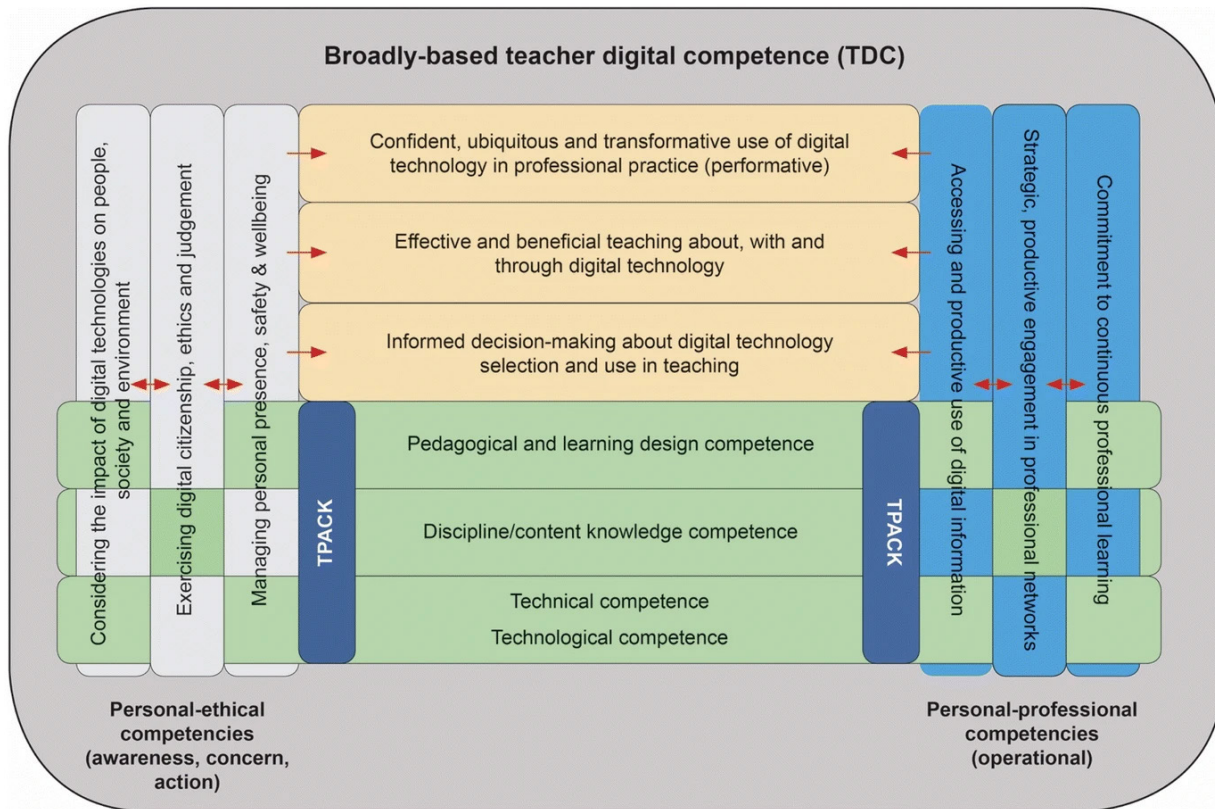 Broadly-based teacher digital competence (TDC)
Considering the impact of digital technologies on people,
society and environment
Exercising digital citizenship, ethics and judgement
Managing personal presence, safety & wellbeing
Confident, ubiquitous and transformative use of digital
technology in professional practice (performative)
Effective and beneficial teaching about, with and
through digital technology
Informed decision-making about digital technology
selection and use in teaching
TPACK
Pedagogical and learning design competence
Discipline/content knowledge competence
Technical competence
Technological competence
TPACK
Accessing and productive use of digital information
Strategic, productive engagement in professional networks
Commitment to continuous professional learning
Personal-ethical
competencies
(awareness, concern,
action)
Personal-professional
competencies
(operational)